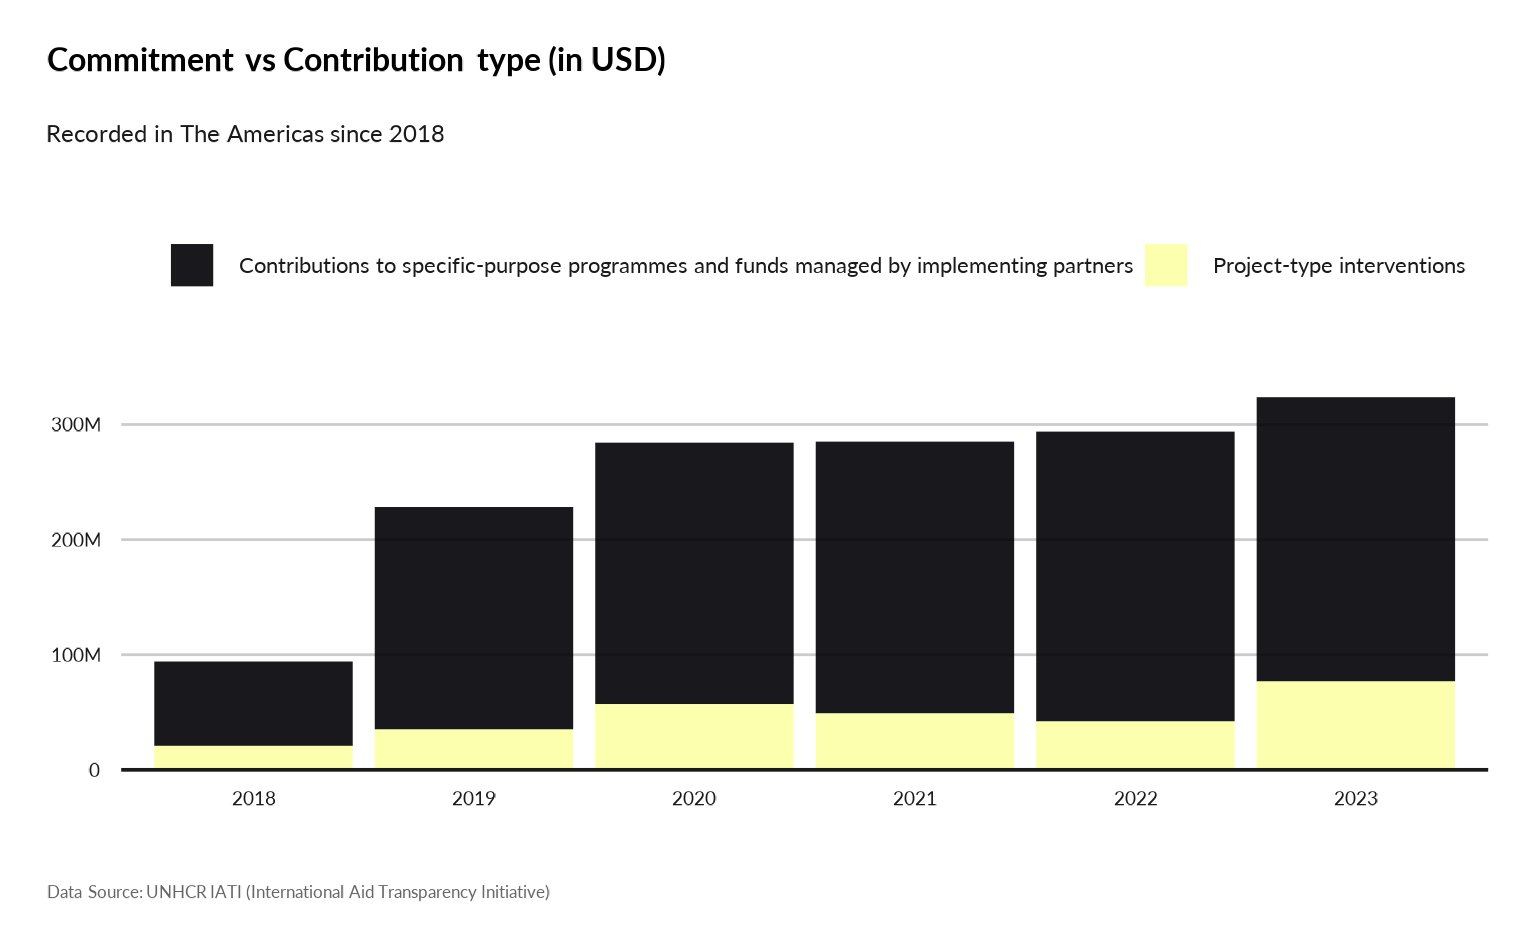 Commitment vs Contribution type (in USD)
Recorded in The Americas since 2018
Contributions to specific-purpose programmes and funds managed by implementing partners
Project-type interventions
300M
200M
100M
0
2018 2019 2020 2021 2022 2023
Data Source: UNHCR IATI (International Aid Transparency Initiative)